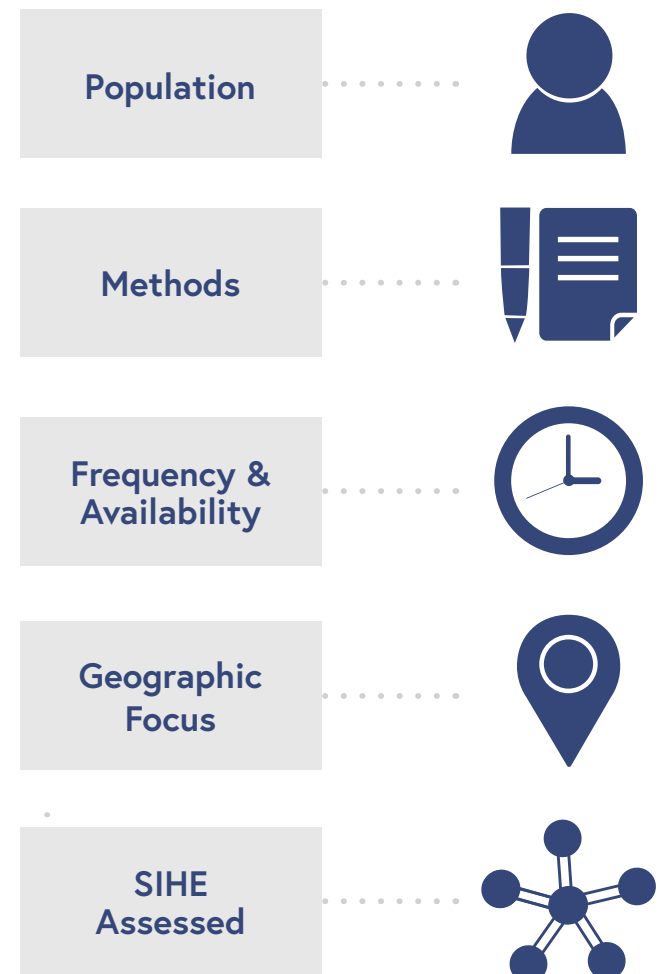 Population
Methods
Frequency &
Availability
Geographic
Focus
SIHE
Assessed